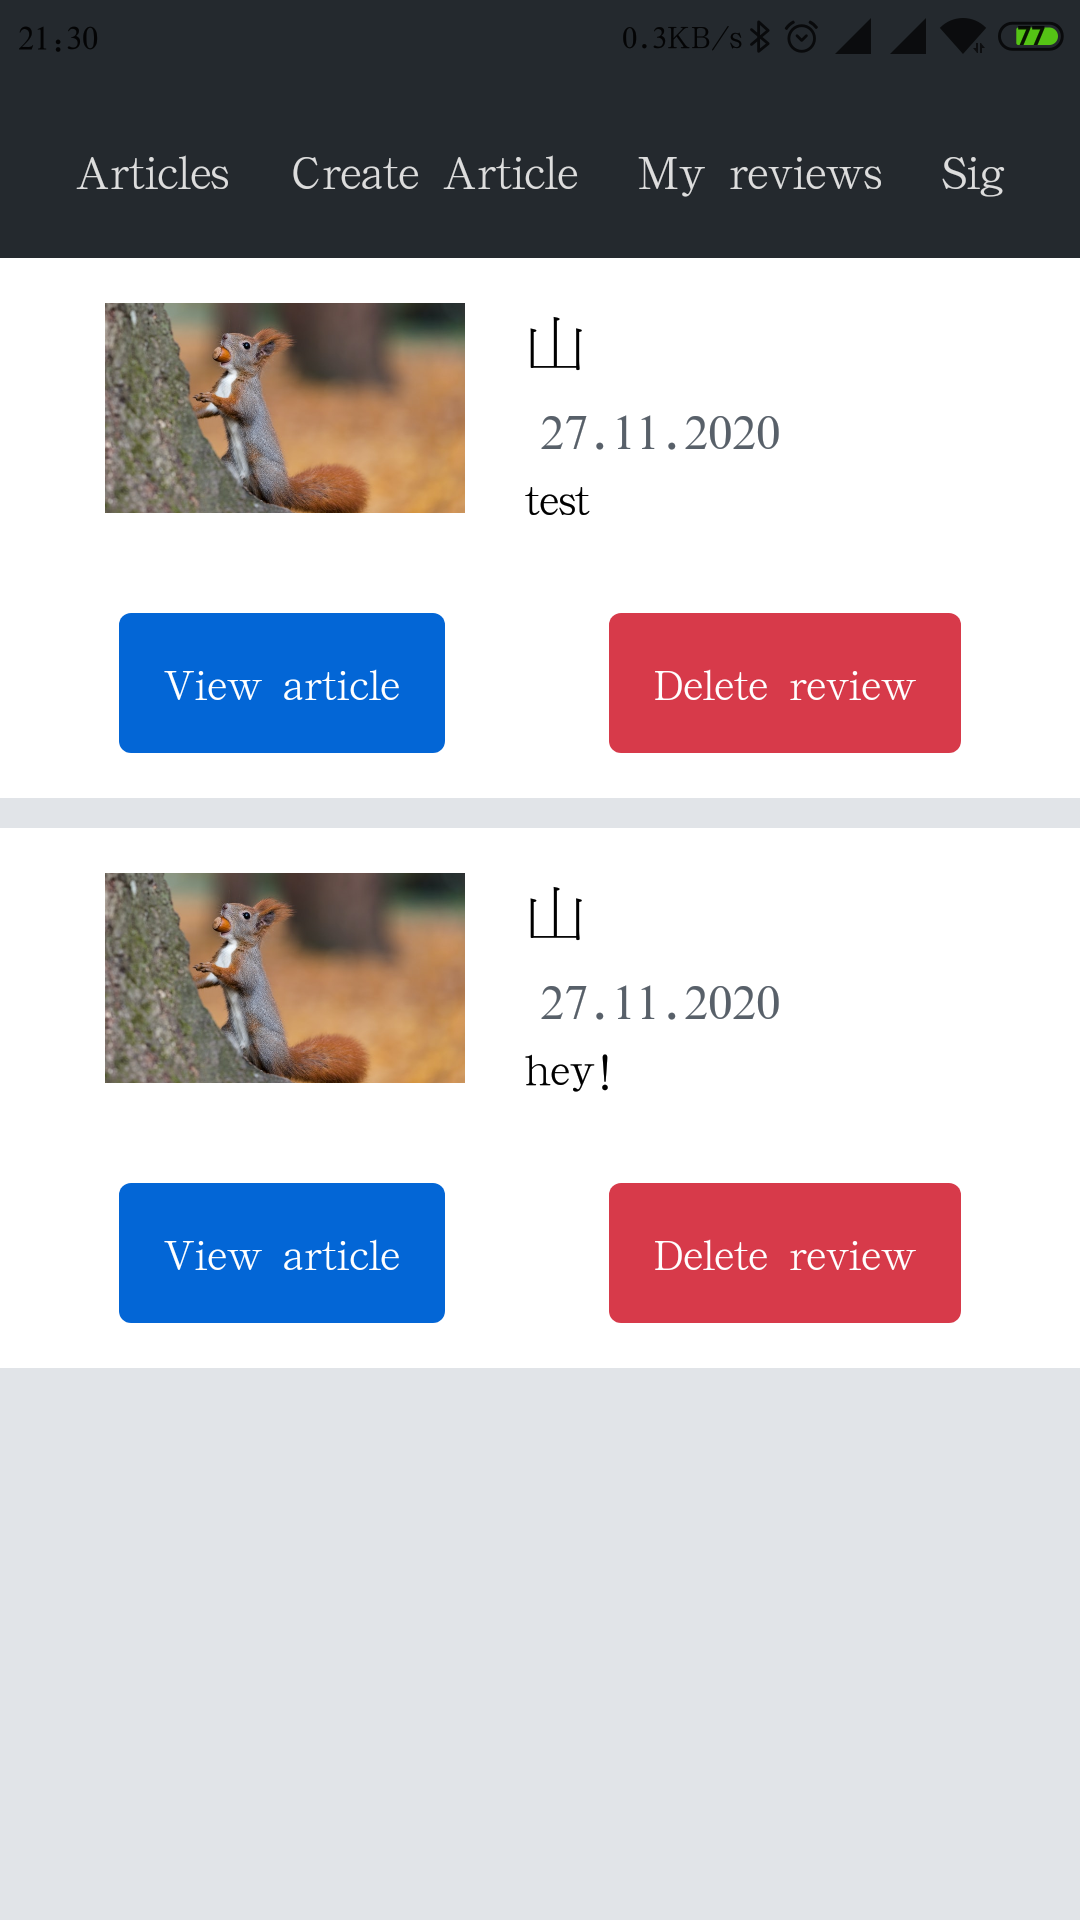 21:30 0.3KB/s 77
Articles Create Article My reviews Sig
山
27.11.2020
test
View article Delete review
山
27.11.2020
hey!
View article Delete review